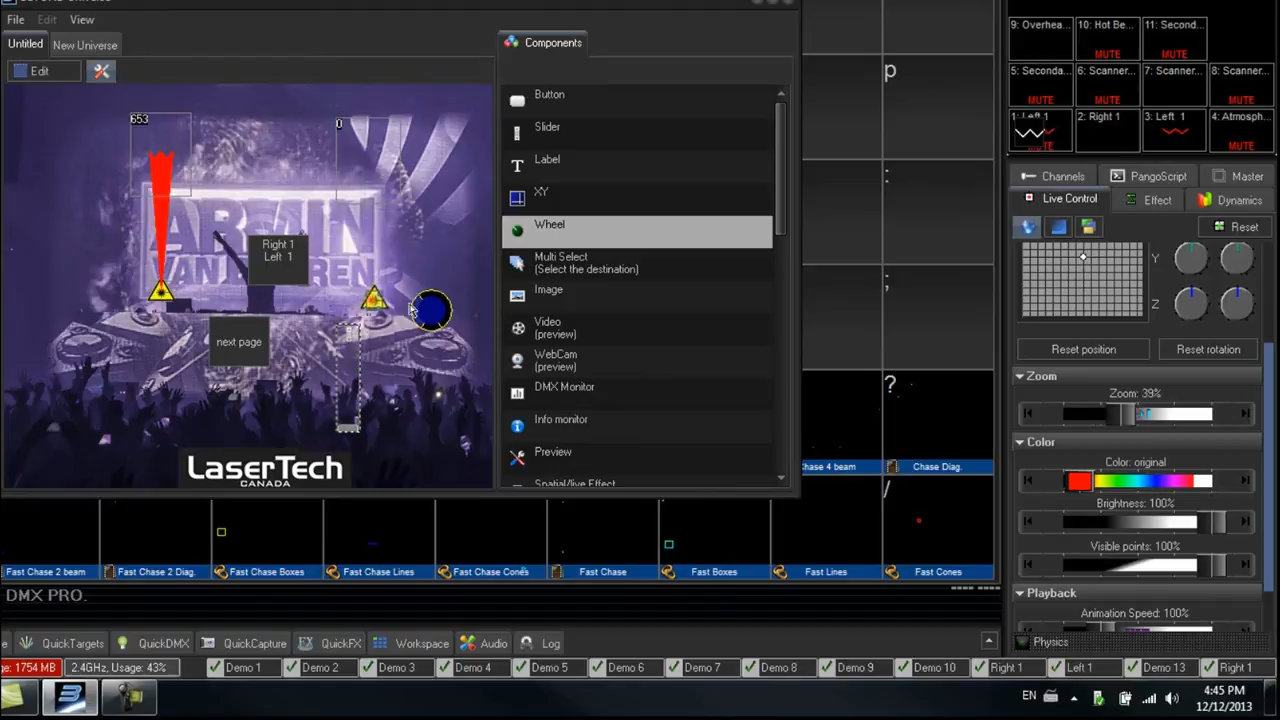 File Edit View
Untitled New Universe
Edit
Components
Button
Slider
Label
XY
Wheel
Multi Select
(Select the destination)
Image
Video
(preview)
WebCam
(preview)
DMX Monitor
Info monitor
Preview
Spatial/live Effect
653
0
ARMIN
VAN
Right 1
Left 1
next page
LaserTech
CANADA
p
:
;
?
/
Chase 4 beam
Chase Diag.
Fast Chase 2 beam
Fast Chase 2 Diag.
Fast Chase Boxes
Fast Chase Lines
Fast Chase Cones
Fast Chase
Fast Boxes
Fast Lines
Fast Cones
9: Overhea...
10: Hot Be...
11: Second...
MUTE
MUTE
5: Seconda...
6: Scanner...
7: Scanner...
8: Scanner...
MUTE
MUTE
MUTE
MUTE
1: Left 1
2: Right 1
3: Left 1
4: Atmosph...
MUTE
MUTE
Channels
PangoScript
Master
Live Control
Effect
Dynamics
Reset
Y
Z
Reset position
Reset rotation
Zoom
Zoom: 39%
Color
Color: original
Brightness: 100%
Visible points: 100%
Playback
Animation Speed: 100%
Physics
DMX PRO.
QuickTargets
QuickDMX
QuickCapture
QuickFX
Workspace
Audio
Log
ge: 1754 MB
2.4GHz, Usage: 43%
Demo 1
Demo 2
Demo 3
Demo 4
Demo 5
Demo 6
Demo 7
Demo 8
Demo 9
Demo 10
Right 1
Left 1
Demo 13
Right 1
EN
4:45 PM
12/12/2013